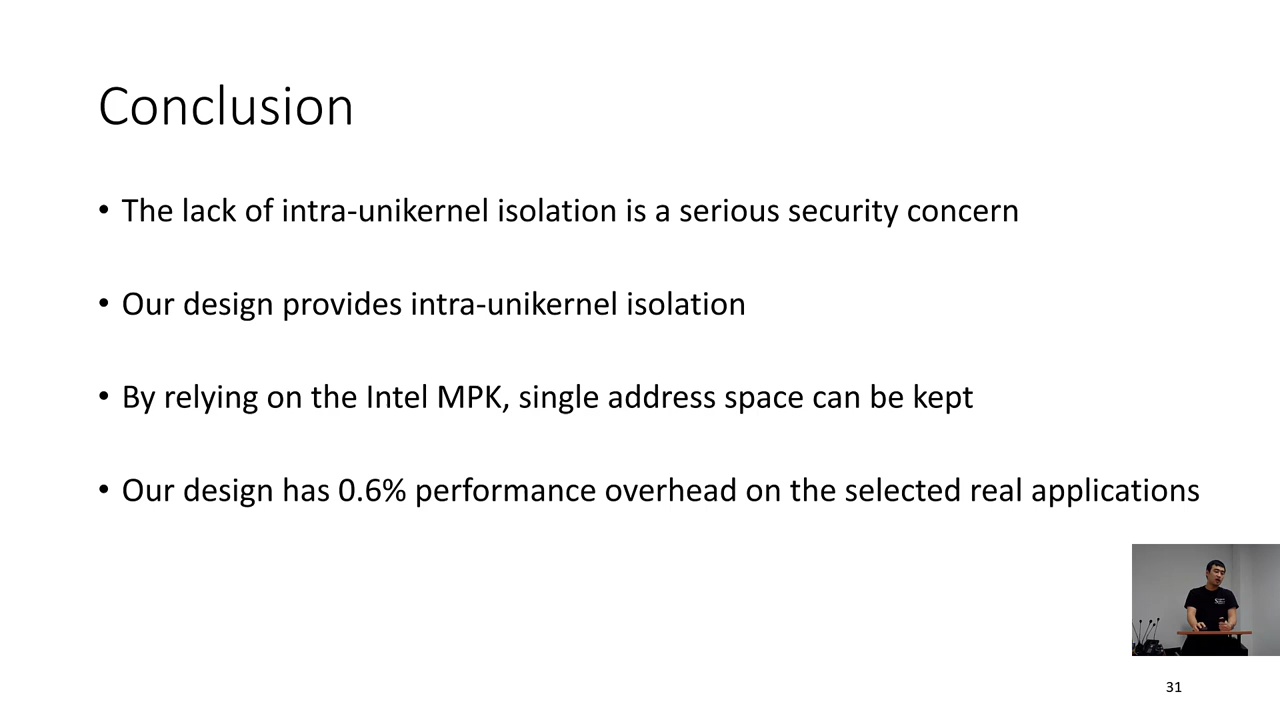 Conclusion
• The lack of intra-unikernel isolation is a serious security concern
• Our design provides intra-unikernel isolation
• By relying on the Intel MPK, single address space can be kept
• Our design has 0.6% performance overhead on the selected real applications
31